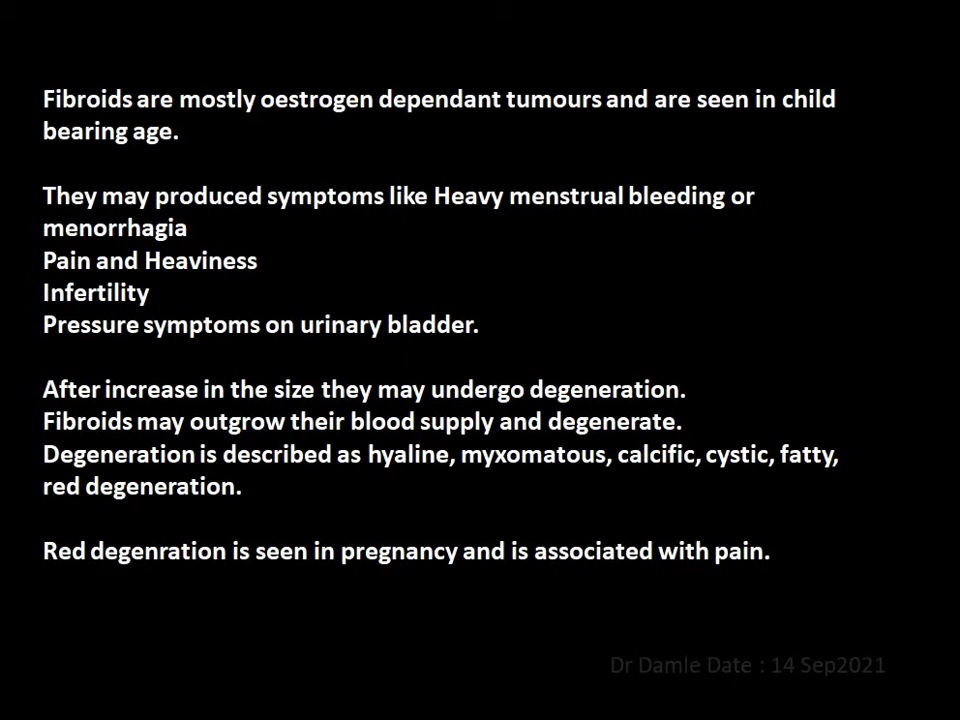 Fibroids are mostly oestrogen dependant tumours and are seen in child
bearing age.
They may produced symptoms like Heavy menstrual bleeding or
menorrhagia
Pain and Heaviness
Infertility
Pressure symptoms on urinary bladder.
After increase in the size they may undergo degeneration.
Fibroids may outgrow their blood supply and degenerate.
Degeneration is described as hyaline, myxomatous, calcific, cystic, fatty,
red degeneration.
Red degenration is seen in pregnancy and is associated with pain.
Dr Damle Date : 14 Sep2021